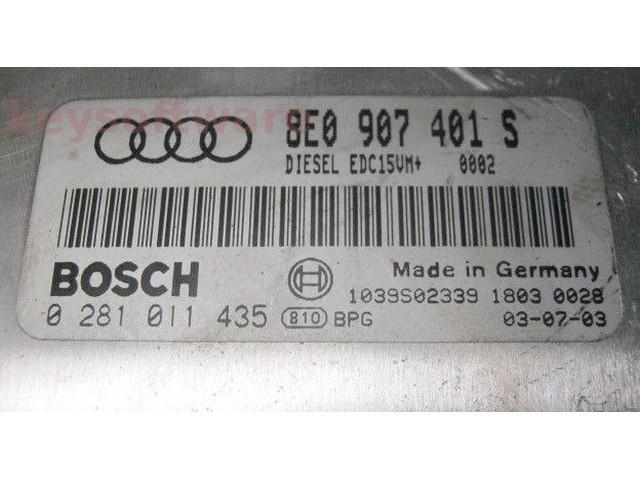 keysoftware
8E0 907 401 S
DIESEL EDC15VM+ 0002
BOSCH
Made in Germany
1039S02339 1803 0028
0 281 011 435 810 BPG 03-07-03